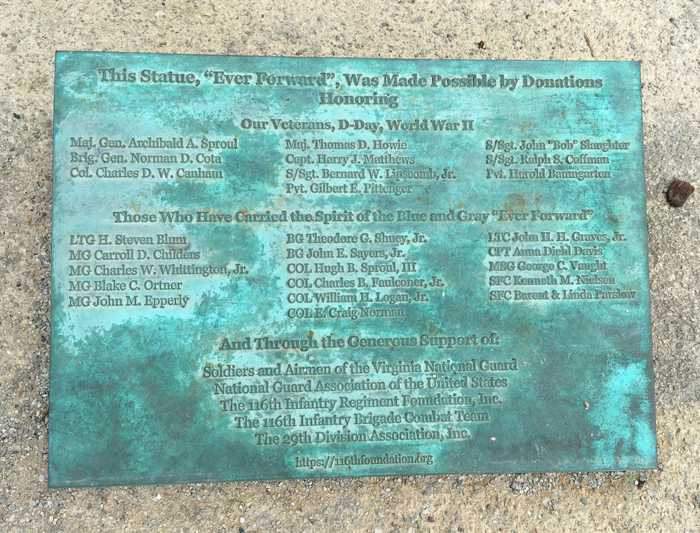 This Statue, "Ever Forward", Was Made Possible by Donations
Honoring
Our Veterans, D-Day, World War II
Maj. Gen. Archibald A. Sproul
Brig. Gen. Norman D. Cota
Col. Charles D. W. Canham
Maj. Thomas D. Howie
Capt. Harry J. Matthews
S/Sgt. Bernard W. Lipscomb, Jr.
Pvt. Gilbert E. Pittenger
S/Sgt. John "Bob" Slaughter
S/Sgt. Ralph S. Coffman
Pvt. Harold Baumgarten
Those Who Have Carried the Spirit of the Blue and Gray "Ever Forward"
LTG H. Steven Blum
MG Carroll D. Childers
MG Charles W. Whittington, Jr.
MG Blake C. Ortner
MG John M. Epperly
BG Theodore G. Shuey, Jr.
BG John E. Sayers, Jr.
COL Hugh B. Sproul, III
COL Charles B. Faulconer, Jr.
COL William H. Logan, Jr.
COL E. Craig Norman
LTC John H. H. Graves, Jr.
CPT Anna Diehl Davis
MSG George C. Vaught
SFC Kenneth M. Nielsen
SFC Barent & Linda Parslow
And Through the Generous Support of:
Soldiers and Airmen of the Virginia National Guard
National Guard Association of the United States
The 116th Infantry Regiment Foundation, Inc.
The 116th Infantry Brigade Combat Team
The 29th Division Association, Inc.
https://116thfoundation.org